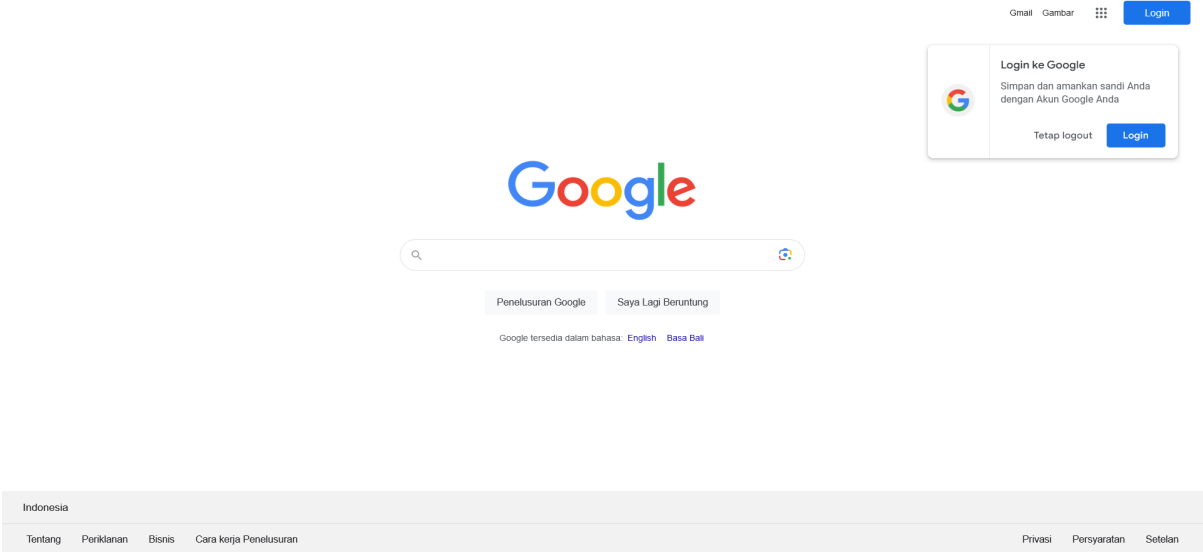 Gmail Gambar Login
Login ke Google
Simpan dan amankan sandi Anda
dengan Akun Google Anda
Tetap logout Login
Google
Penelusuran Google Saya Lagi Beruntung
Google tersedia dalam bahasa: English Basa Bali
Indonesia
Tentang Periklanan Bisnis Cara kerja Penelusuran Privasi Persyaratan Setelan